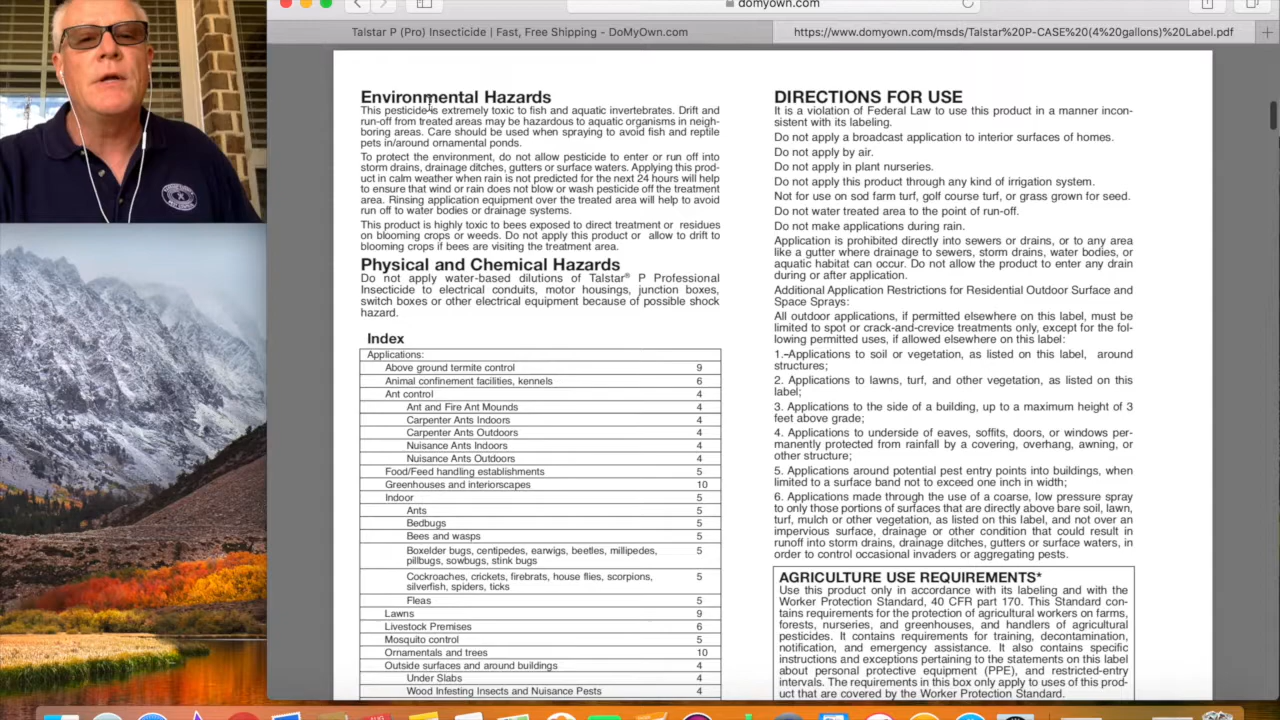 domyown.com
Talstar P (Pro) Insecticide | Fast, Free Shipping - DoMyOwn.com
https://www.domyown.com/msds/Talstar%20P-CASE%20(4%20gallons)%20Label.pdf
Environmental Hazards
This pesticide is extremely toxic to fish and aquatic invertebrates. Drift and
run-off from treated areas may be hazardous to aquatic organisms in neigh-
boring areas. Care should be used when spraying to avoid fish and reptile
pets in/around ornamental ponds.
To protect the environment, do not allow pesticide to enter or run off into
storm drains, drainage ditches, gutters or surface waters. Applying this prod-
uct in calm weather when rain is not predicted for the next 24 hours will help
to ensure that wind or rain does not blow or wash pesticide off the treatment
area. Rinsing application equipment over the treated area will help to avoid
run off to water bodies or drainage systems.
This product is highly toxic to bees exposed to direct treatment or residues
on blooming crops or weeds. Do not apply this product or allow to drift to
blooming crops if bees are visiting the treatment area.
Physical and Chemical Hazards
Do not apply water-based dilutions of Talstar® P Professional
Insecticide to electrical conduits, motor housings, junction boxes,
switch boxes or other electrical equipment because of possible shock
hazard.
Index
Applications:
Above ground termite control 9
Animal confinement facilities, kennels 6
Ant control 4
Ant and Fire Ant Mounds 4
Carpenter Ants Indoors 4
Carpenter Ants Outdoors 4
Nuisance Ants Indoors 4
Nuisance Ants Outdoors 4
Food/Feed handling establishments 5
Greenhouses and interiorscapes 10
Indoor 5
Ants 5
Bedbugs 5
Bees and wasps 5
Boxelder bugs, centipedes, earwigs, beetles, millipedes, 5
pillbugs, sowbugs, stink bugs
Cockroaches, crickets, firebrats, house flies, scorpions, 5
silverfish, spiders, ticks
Fleas 5
Lawns 9
Livestock Premises 6
Mosquito control 5
Ornamentals and trees 10
Outside surfaces and around buildings 4
Under Slabs 4
Wood Infesting Insects and Nuisance Pests 4
DIRECTIONS FOR USE
It is a violation of Federal Law to use this product in a manner incon-
sistent with its labeling.
Do not apply a broadcast application to interior surfaces of homes.
Do not apply by air.
Do not apply in plant nurseries.
Do not apply this product through any kind of irrigation system.
Not for use on sod farm turf, golf course turf, or grass grown for seed.
Do not water treated area to the point of run-off.
Do not make applications during rain.
Application is prohibited directly into sewers or drains, or to any area
like a gutter where drainage to sewers, storm drains, water bodies, or
aquatic habitat can occur. Do not allow the product to enter any drain
during or after application.
Additional Application Restrictions for Residential Outdoor Surface and
Space Sprays:
All outdoor applications, if permitted elsewhere on this label, must be
limited to spot or crack-and-crevice treatments only, except for the fol-
lowing permitted uses, if allowed elsewhere on this label:
1.-Applications to soil or vegetation, as listed on this label, around
structures;
2. Applications to lawns, turf, and other vegetation, as listed on this
label;
3. Applications to the side of a building, up to a maximum height of 3
feet above grade;
4. Applications to underside of eaves, soffits, doors, or windows per-
manently protected from rainfall by a covering, overhang, awning, or
other structure;
5. Applications around potential pest entry points into buildings, when
limited to a surface band not to exceed one inch in width;
6. Applications made through the use of a coarse, low pressure spray
to only those portions of surfaces that are directly above bare soil, lawn,
turf, mulch or other vegetation, as listed on this label, and not over an
impervious surface, drainage or other condition that could result in
runoff into storm drains, drainage ditches, gutters or surface waters, in
order to control occasional invaders or aggregating pests.
AGRICULTURE USE REQUIREMENTS*
Use this product only in accordance with its labeling and with the
Worker Protection Standard, 40 CFR part 170. This Standard con-
tains requirements for the protection of agricultural workers on farms,
forests, nurseries, and greenhouses, and handlers of agricultural
pesticides. It contains requirements for training, decontamination,
notification, and emergency assistance. It also contains specific
instructions and exceptions pertaining to the statements on this label
about personal protective equipment (PPE), and restricted-entry
intervals. The requirements in this box only apply to uses of this prod-
uct that are covered by the Worker Protection Standard.